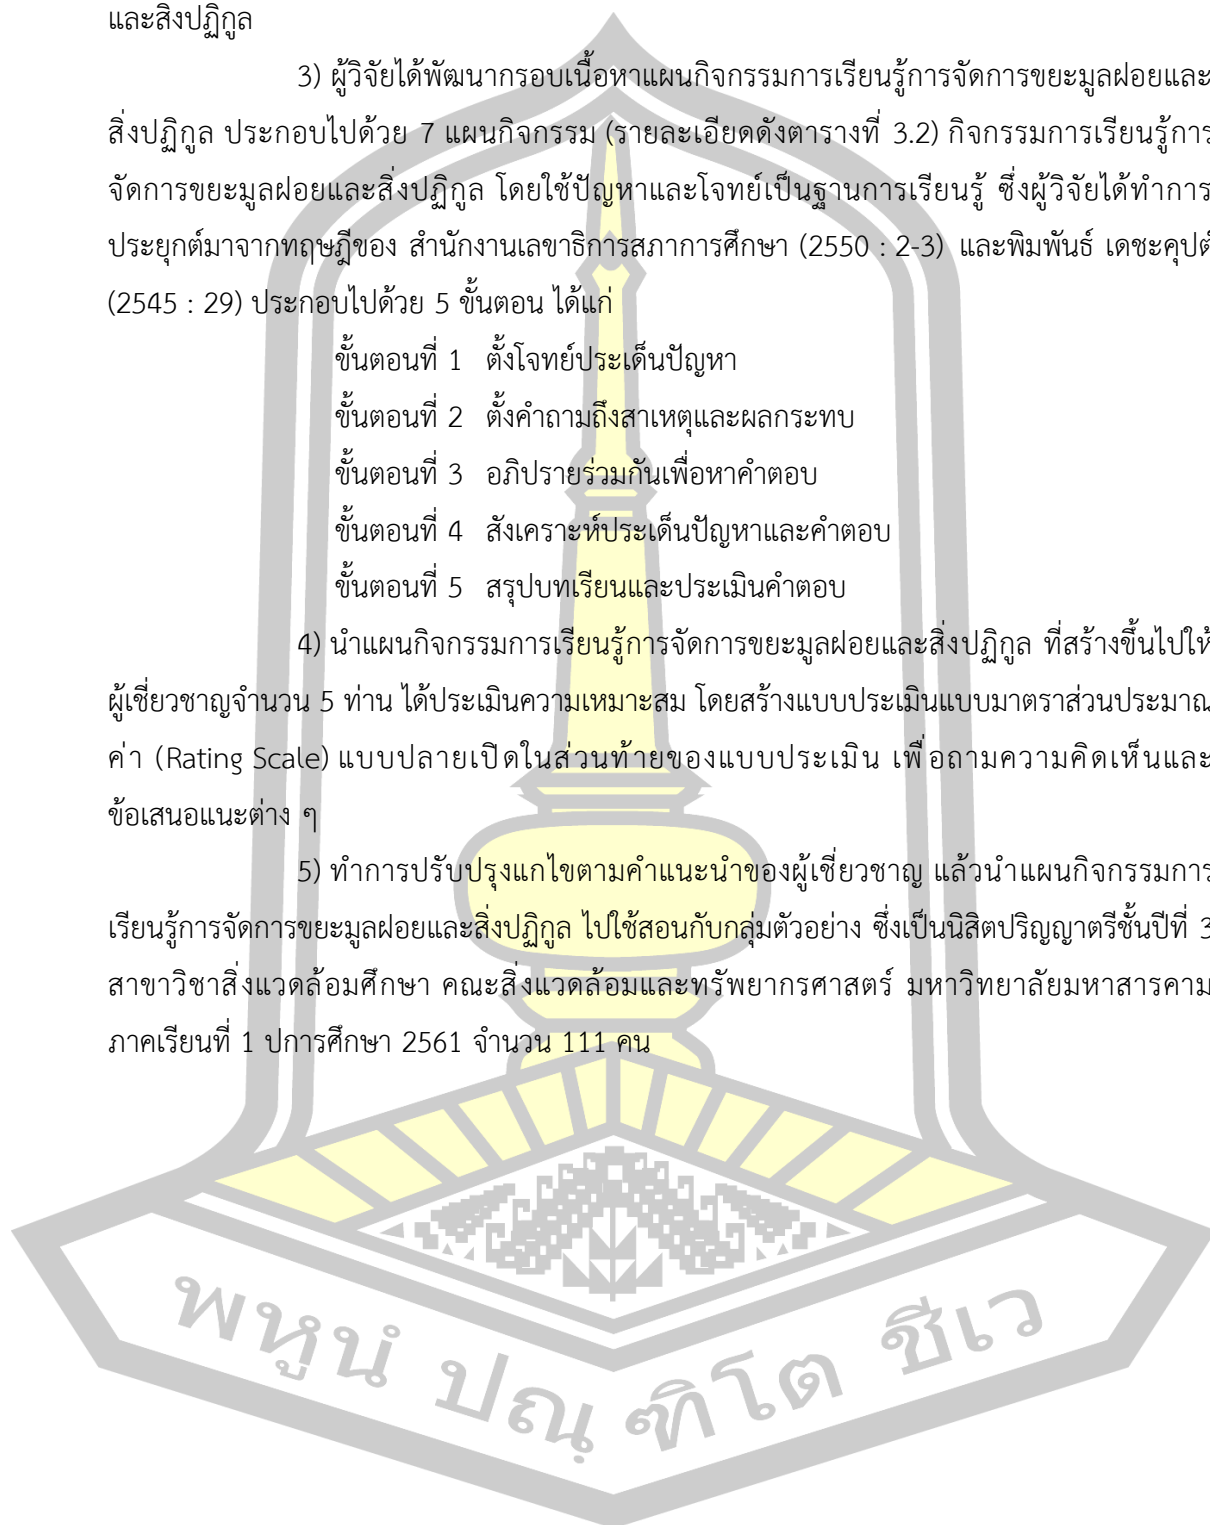 และสิ่งปฏิกูล
3) ผู้วิจัยได้พัฒนากรอบเนื้อหาแผนกิจกรรมการเรียนรู้การจัดการขยะมูลฝอยและ
สิ่งปฏิกูล ประกอบไปด้วย 7 แผนกิจกรรม (รายละเอียดดังตารางที่ 3.2) กิจกรรมการเรียนรู้การ
จัดการขยะมูลฝอยและสิ่งปฏิกูล โดยใช้ปัญหาและโจทย์เป็นฐานการเรียนรู้ ซึ่งผู้วิจัยได้ทำการ
ประยุกต์มาจากทฤษฎีของ สำนักงานเลขาธิการสภาการศึกษา (2550 : 2-3) และพิมพันธ์ เดชะคุปต์
(2545 : 29) ประกอบไปด้วย 5 ขั้นตอน ได้แก่
ขั้นตอนที่ 1 ตั้งโจทย์ประเด็นปัญหา
ขั้นตอนที่ 2 ตั้งคำถามถึงสาเหตุและผลกระทบ
ขั้นตอนที่ 3 อภิปรายร่วมกันเพื่อหาคำตอบ
ขั้นตอนที่ 4 สังเคราะห์ประเด็นปัญหาและคำตอบ
ขั้นตอนที่ 5 สรุปบทเรียนและประเมินคำตอบ
4) นำแผนกิจกรรมการเรียนรู้การจัดการขยะมูลฝอยและสิ่งปฏิกูล ที่สร้างขึ้นไปให้
ผู้เชี่ยวชาญจำนวน 5 ท่าน ได้ประเมินความเหมาะสม โดยสร้างแบบประเมินแบบมาตราส่วนประมาณ
ค่า (Rating Scale) แบบปลายเปิดในส่วนท้ายของแบบประเมิน เพื่อถามความคิดเห็นและ
ข้อเสนอแนะต่าง ๆ
5) ทำการปรับปรุงแกไขตามคำแนะนำของผู้เชี่ยวชาญ แล้วนำแผนกิจกรรมการ
เรียนรู้การจัดการขยะมูลฝอยและสิ่งปฏิกูล ไปใช้สอนกับกลุ่มตัวอย่าง ซึ่งเป็นนิสิตปริญญาตรีชั้นปีที่ 3
สาขาวิชาสิ่งแวดล้อมศึกษา คณะสิ่งแวดล้อมและทรัพยากรศาสตร์ มหาวิทยาลัยมหาสารคาม
ภาคเรียนที่ 1 ปการศึกษา 2561 จำนวน 111 คน
พหูนํ ปณฺฑิโต ชีเว